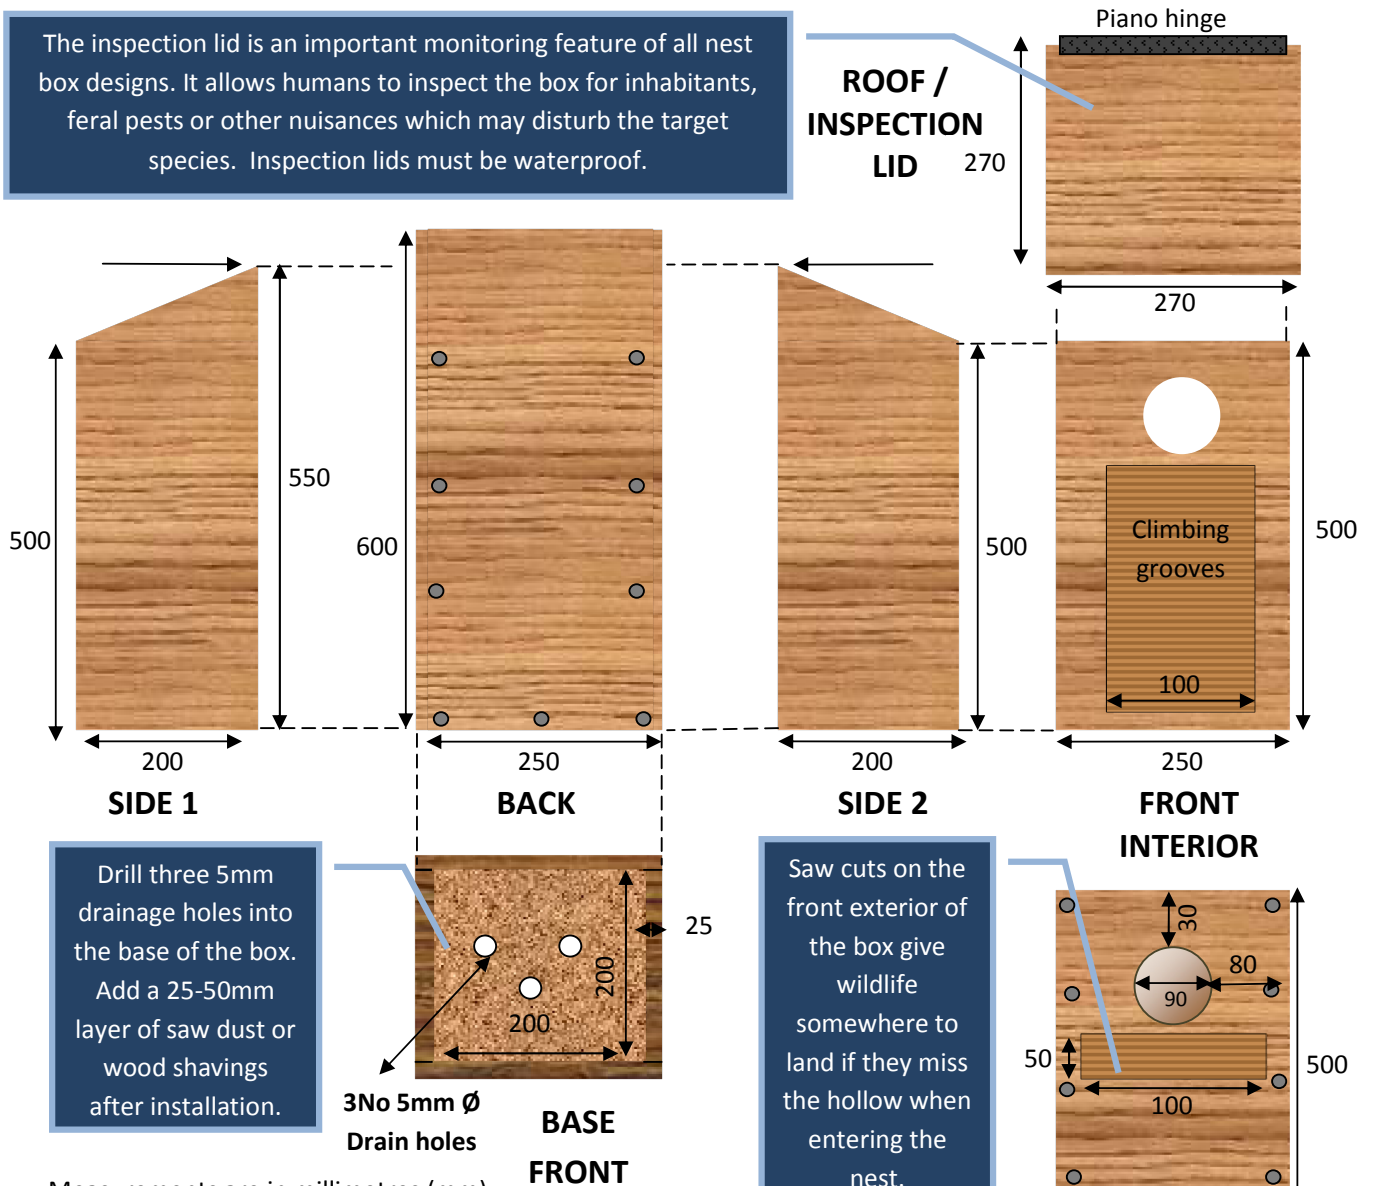 Piano hinge
The inspection lid is an important monitoring feature of all nest
box designs. It allows humans to inspect the box for inhabitants,
feral pests or other nuisances which may disturb the target
species.  Inspection lids must be waterproof.
ROOF /
INSPECTION
LID
270
270
500
550
200
SIDE 1
600
250
BACK
500
200
SIDE 2
Climbing
grooves
100
500
250
FRONT
INTERIOR
Drill three 5mm
drainage holes into
the base of the box.
Add a 25-50mm
layer of saw dust or
wood shavings
after installation.
25
200
200
3No 5mm Ø
Drain holes
BASE
FRONT
Saw cuts on the
front exterior of
the box give
wildlife
somewhere to
land if they miss
the hollow when
entering the
nest.
30
80
90
50
100
500
Measurements are in millimetres (mm)